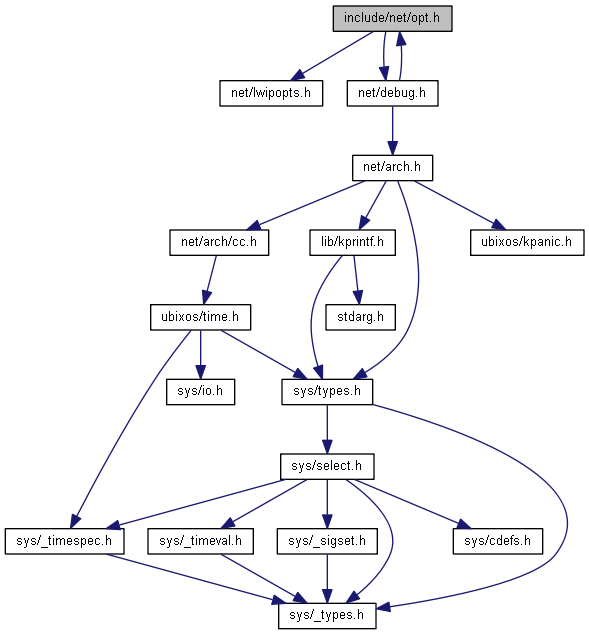 include/net/opt.h
net/lwipopts.h
net/debug.h
net/arch.h
net/arch/cc.h
lib/kprintf.h
ubixos/kpanic.h
ubixos/time.h
stdarg.h
sys/io.h
sys/types.h
sys/select.h
sys/_timespec.h
sys/_timeval.h
sys/_sigset.h
sys/cdefs.h
sys/_types.h